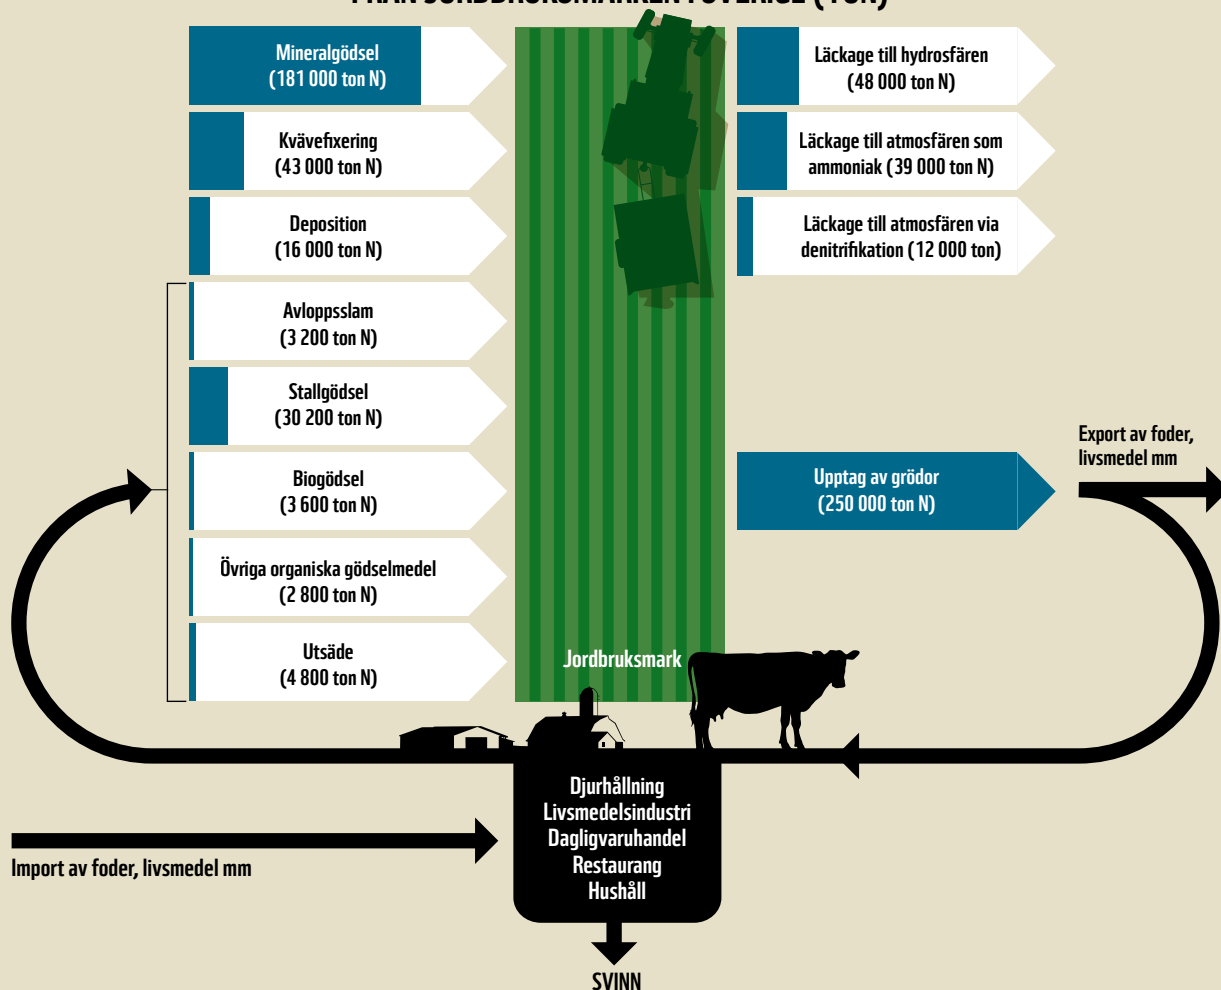 FRÅN JORDBRUKSMARKEN I SVERIGE (TON)
Mineralgödsel
(181 000 ton N)
Kvävefixering
(43 000 ton N)
Deposition
(16 000 ton N)
Avloppsslam
(3 200 ton N)
Stallgödsel
(30 200 ton N)
Biogödsel
(3 600 ton N)
Övriga organiska gödselmedel
(2 800 ton N)
Utsäde
(4 800 ton N)
Jordbruksmark
Läckage till hydrosfären
(48 000 ton N)
Läckage till atmosfären som
ammoniak (39 000 ton N)
Läckage till atmosfären via
denitrifikation (12 000 ton)
Upptag av grödor
(250 000 ton N)
Export av foder,
livsmedel mm
Djurhållning
Livsmedelsindustri
Dagligvaruhandel
Restaurang
Hushåll
Import av foder, livsmedel mm
SVINN